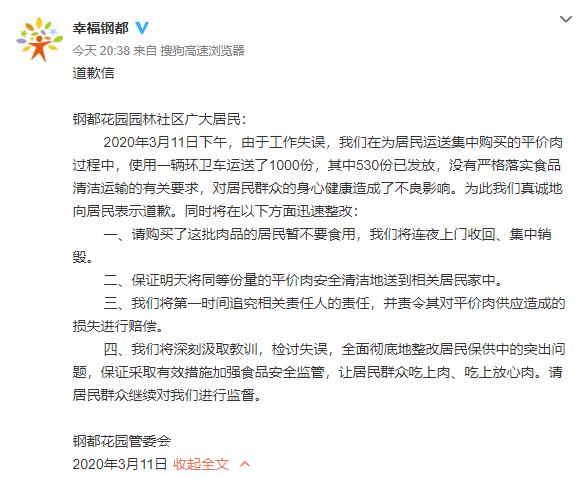 幸福钢都
今天 20:38 来自 搜狗高速浏览器
道歉信
钢都花园园林社区广大居民：
2020年3月11日下午，由于工作失误，我们在为居民运送集中购买的平价肉
过程中，使用一辆环卫车运送了1000份，其中530份已发放，没有严格落实食品
清洁运输的有关要求，对居民群众的身心健康造成了不良影响。为此我们真诚地
向居民表示道歉。同时将在以下方面迅速整改：
一、请购买了这批肉品的居民暂不要食用，我们将连夜上门收回、集中销
毁。
二、保证明天将同等份量的平价肉安全清洁地送到相关居民家中。
三、我们将第一时间追究相关责任人的责任，并责令其对平价肉供应造成的
损失进行赔偿。
四、我们将深刻汲取教训，检讨失误，全面彻底地整改居民保供中的突出问
题，保证采取有效措施加强食品安全监管，让居民群众吃上肉、吃上放心肉。请
居民群众继续对我们进行监督。
钢都花园管委会
2020年3月11日 收起全文